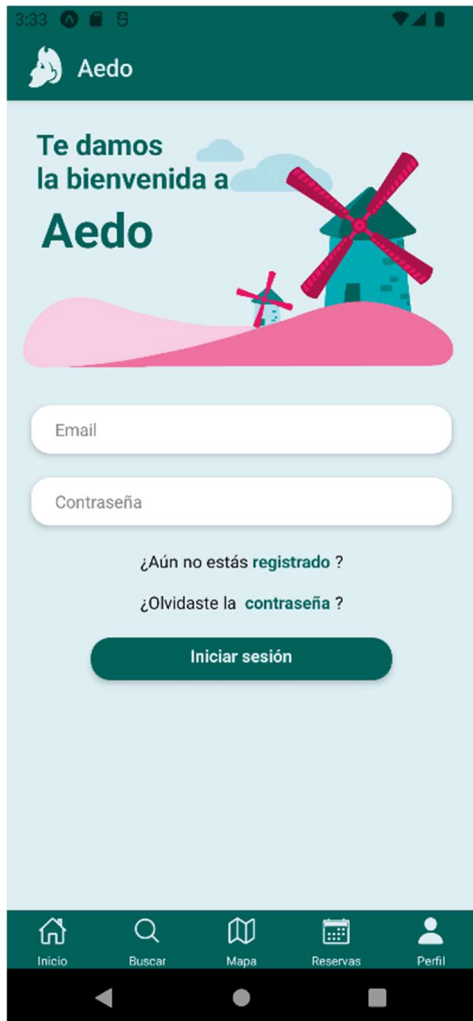 3:33
Aedo
Te damos
la bienvenida a
Aedo
Email
Contraseña
¿Aún no estás registrado ?
¿Olvidaste la contraseña ?
Iniciar sesión
Inicio
Buscar
Mapa
Reservas
Perfil